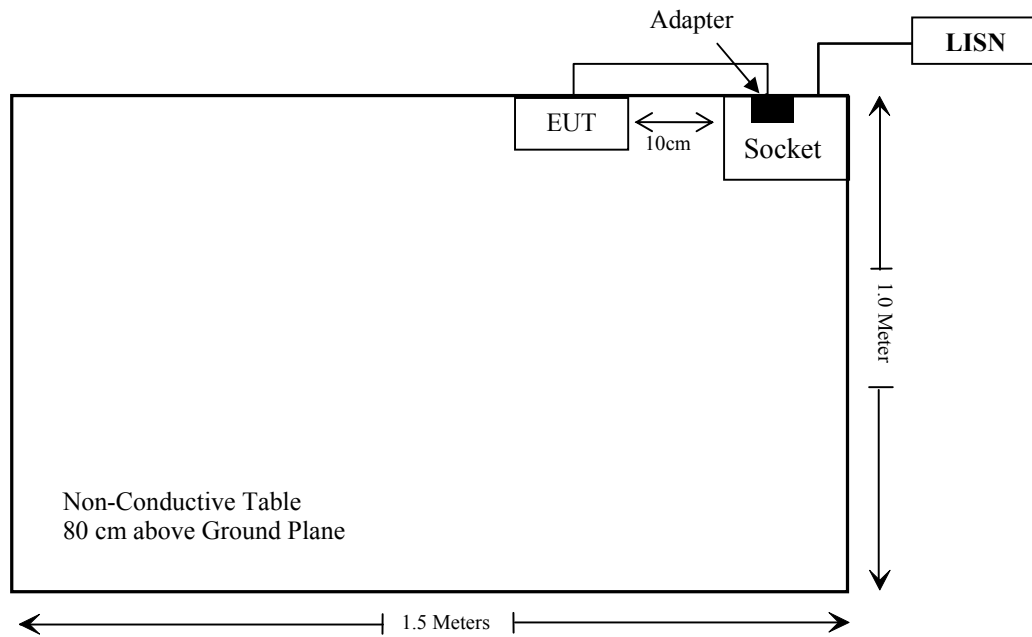 Adapter
LISN
EUT
10cm
Socket
1.0 Meter
Non-Conductive Table
80 cm above Ground Plane
1.5 Meters